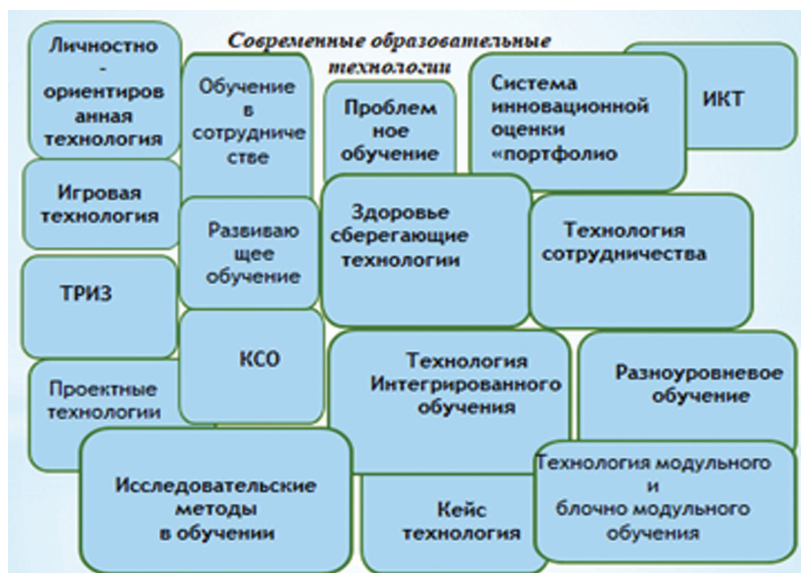 Современные образовательные
технологии
Личностно
-
ориентиров
анная
технология
Обучение
в
сотрудниче
стве
Проблем
ное
обучение
Система
инновационной
оценки
«портфолио
ИКТ
Игровая
технология
Развиваю
щее
обучение
Здоровье
сберегающие
технологии
Технология
сотрудничества
ТРИЗ
КСО
Технология
Интегрированного
обучения
Разноуровневое
обучение
Проектные
технологии
Исследовательские
методы
в обучении
Кейс
технология
Технология модульного
и
блочно модульного
обучения